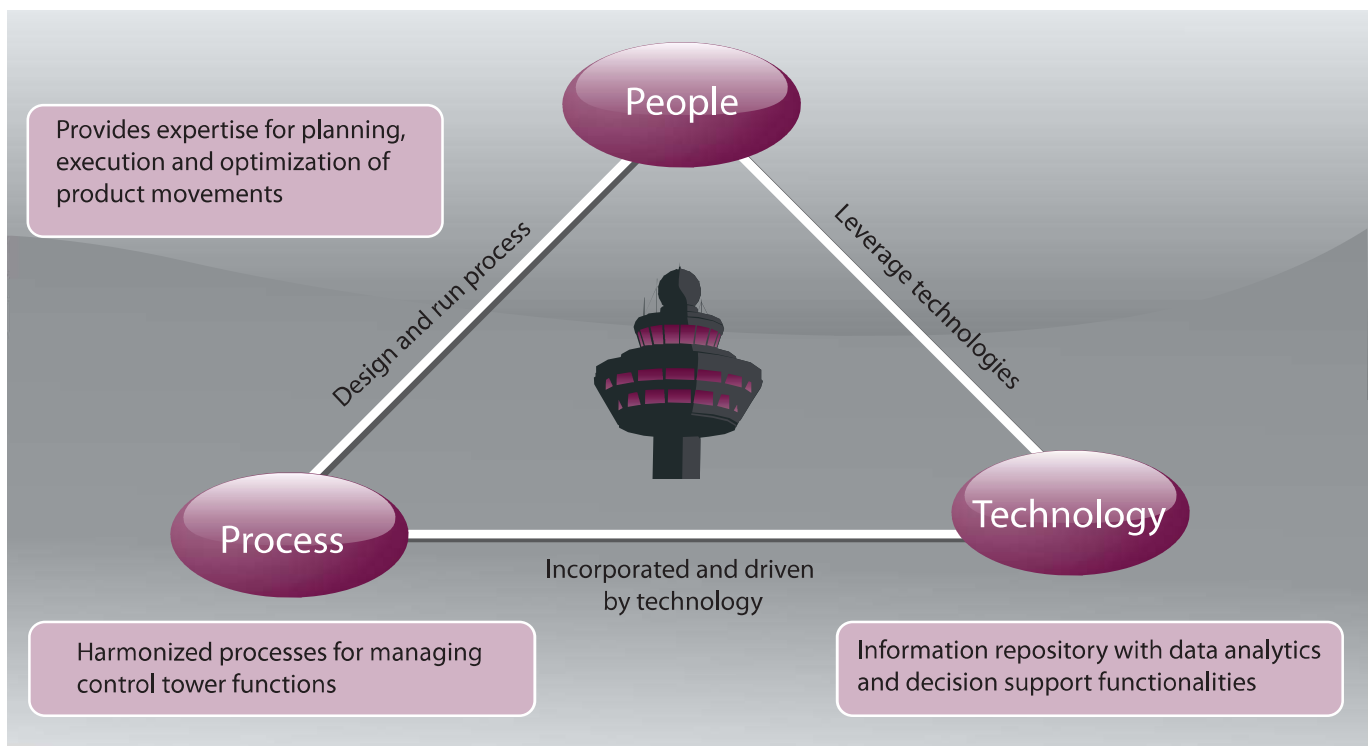 People
Provides expertise for planning,
execution and optimization of
product movements
Design and run process
Leverage technologies
Process
Technology
Incorporated and driven
by technology
Harmonized processes for managing
control tower functions
Information repository with data analytics
and decision support functionalities